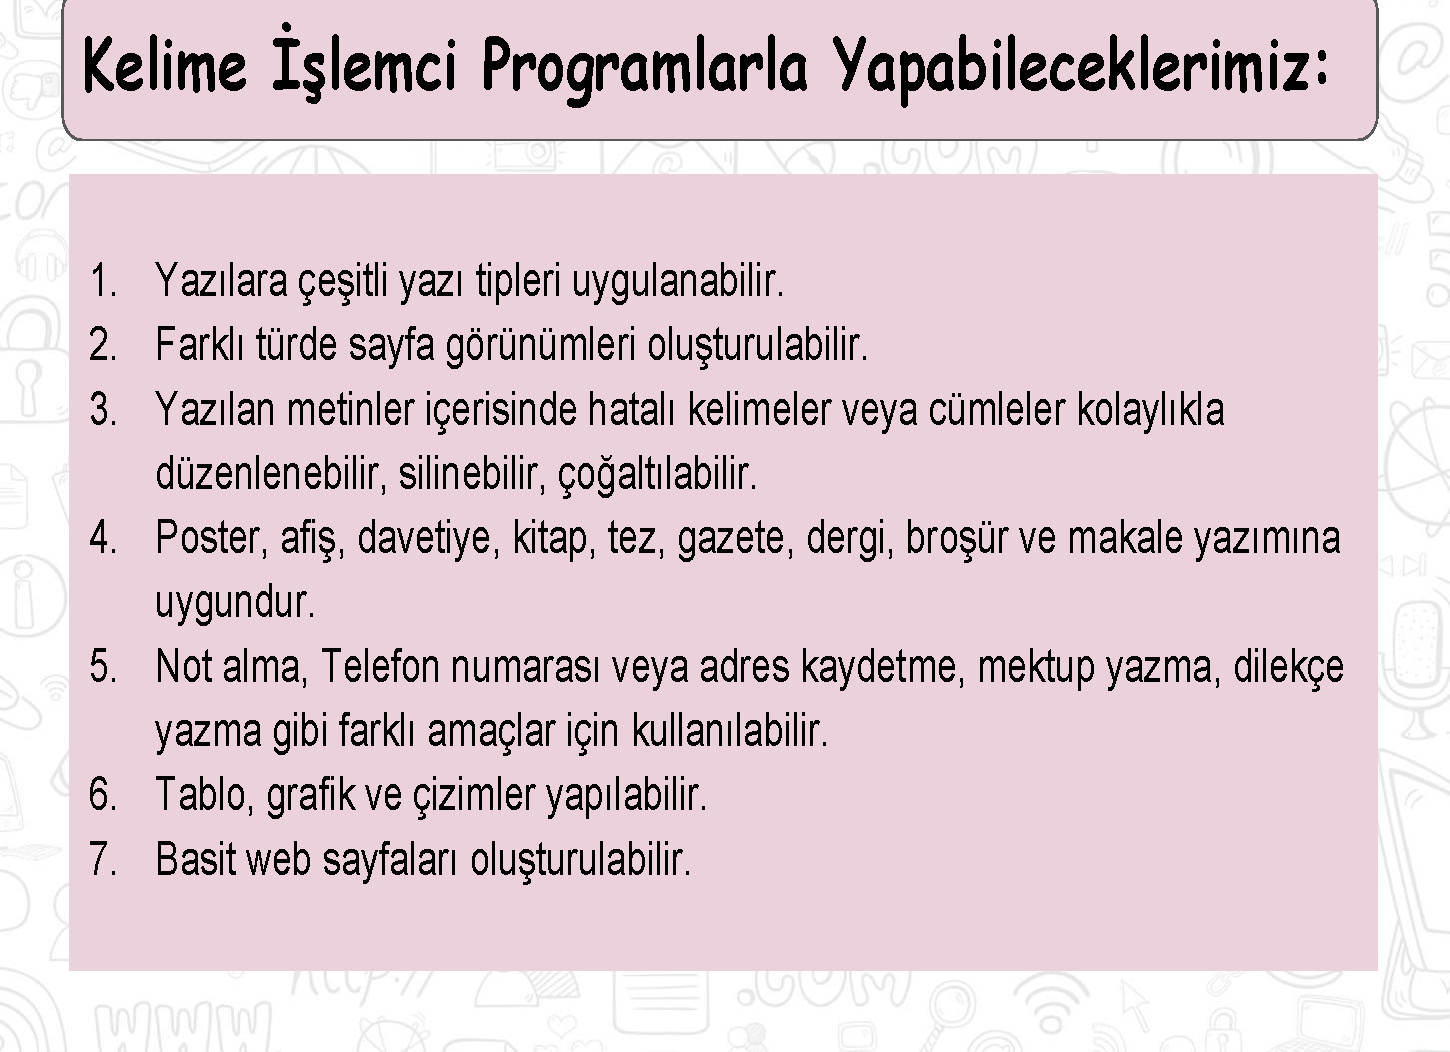 Kelime İşlemci Programlarla Yapabileceklerimiz:
1. Yazılara çeşitli yazı tipleri uygulanabilir.
2. Farklı türde sayfa görünümleri oluşturulabilir.
3. Yazılan metinler içerisinde hatalı kelimeler veya cümleler kolaylıkla
düzenlenebilir, silinebilir, çoğaltılabilir.
4. Poster, afiş, davetiye, kitap, tez, gazete, dergi, broşür ve makale yazımına
uygundur.
5. Not alma, Telefon numarası veya adres kaydetme, mektup yazma, dilekçe
yazma gibi farklı amaçlar için kullanılabilir.
6. Tablo, grafik ve çizimler yapılabilir.
7. Basit web sayfaları oluşturulabilir.
http://
.com
www